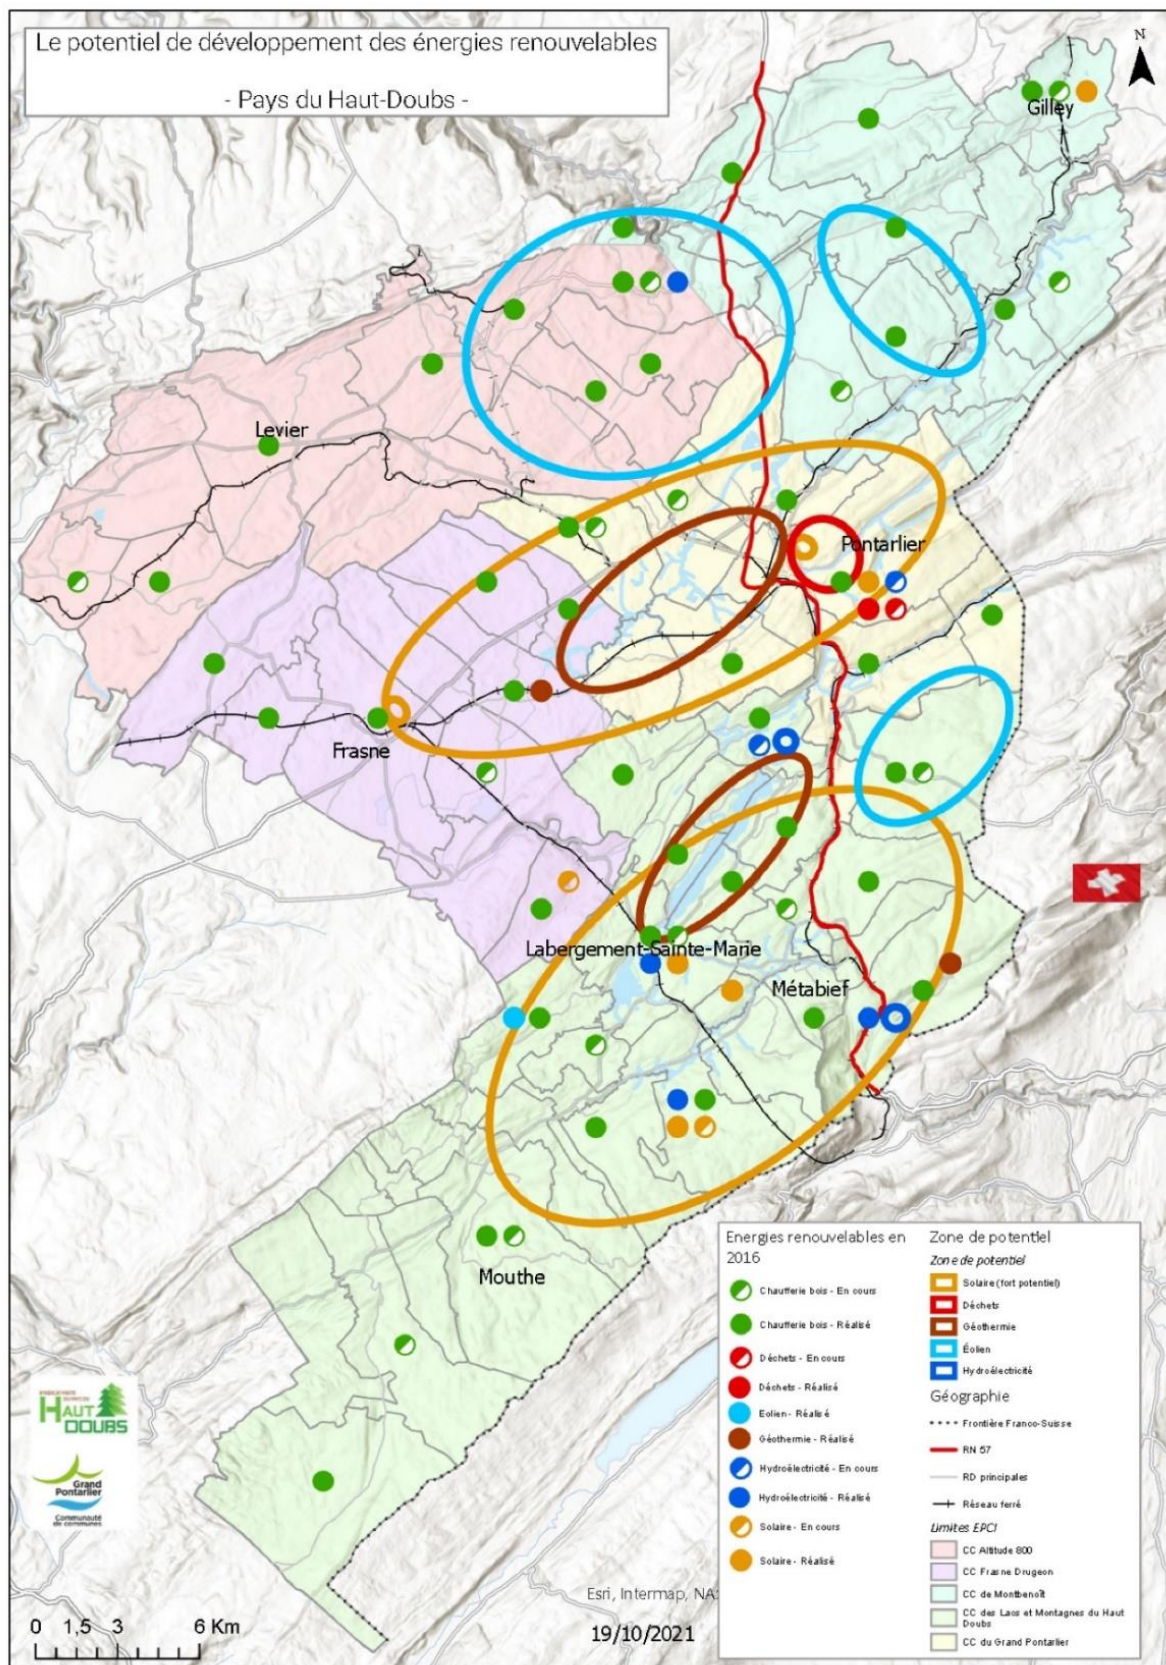 Le potentiel de développement des énergies renouvelables
- Pays du Haut-Doubs -
N
Gilley
Levier
Pontarlier
Frasne
Labergement-Sainte-Marie
Métabief
Mouthe
Energies renouvelables en
2016
Chaufferie bois - En cours
Chaufferie bois - Réalisé
Déchets - En cours
Déchets - Réalisé
Eolien - Réalisé
Géothermie - Réalisé
Hydroélectricité - En cours
Hydroélectricité - Réalisé
Solaire - En cours
Solaire - Réalisé
Zone de potentiel
Zone de potentiel
Solaire (fort potentiel)
Déchets
Géothermie
Éolien
Hydroélectricité
Géographie
Frontière Franco-Suisse
RN 57
RD principales
Réseau ferré
Limites EPCI
CC Altitude 800
CC Frasne Drugeon
CC de Montbenoît
CC des Lacs et Montagnes du Haut
Doubs
CC du Grand Pontarlier
HAUT
DOUBS
Grand
Pontarlier
Communauté
de communes
Esri, Intermap, NA
0 1,5 3 6 Km
19/10/2021